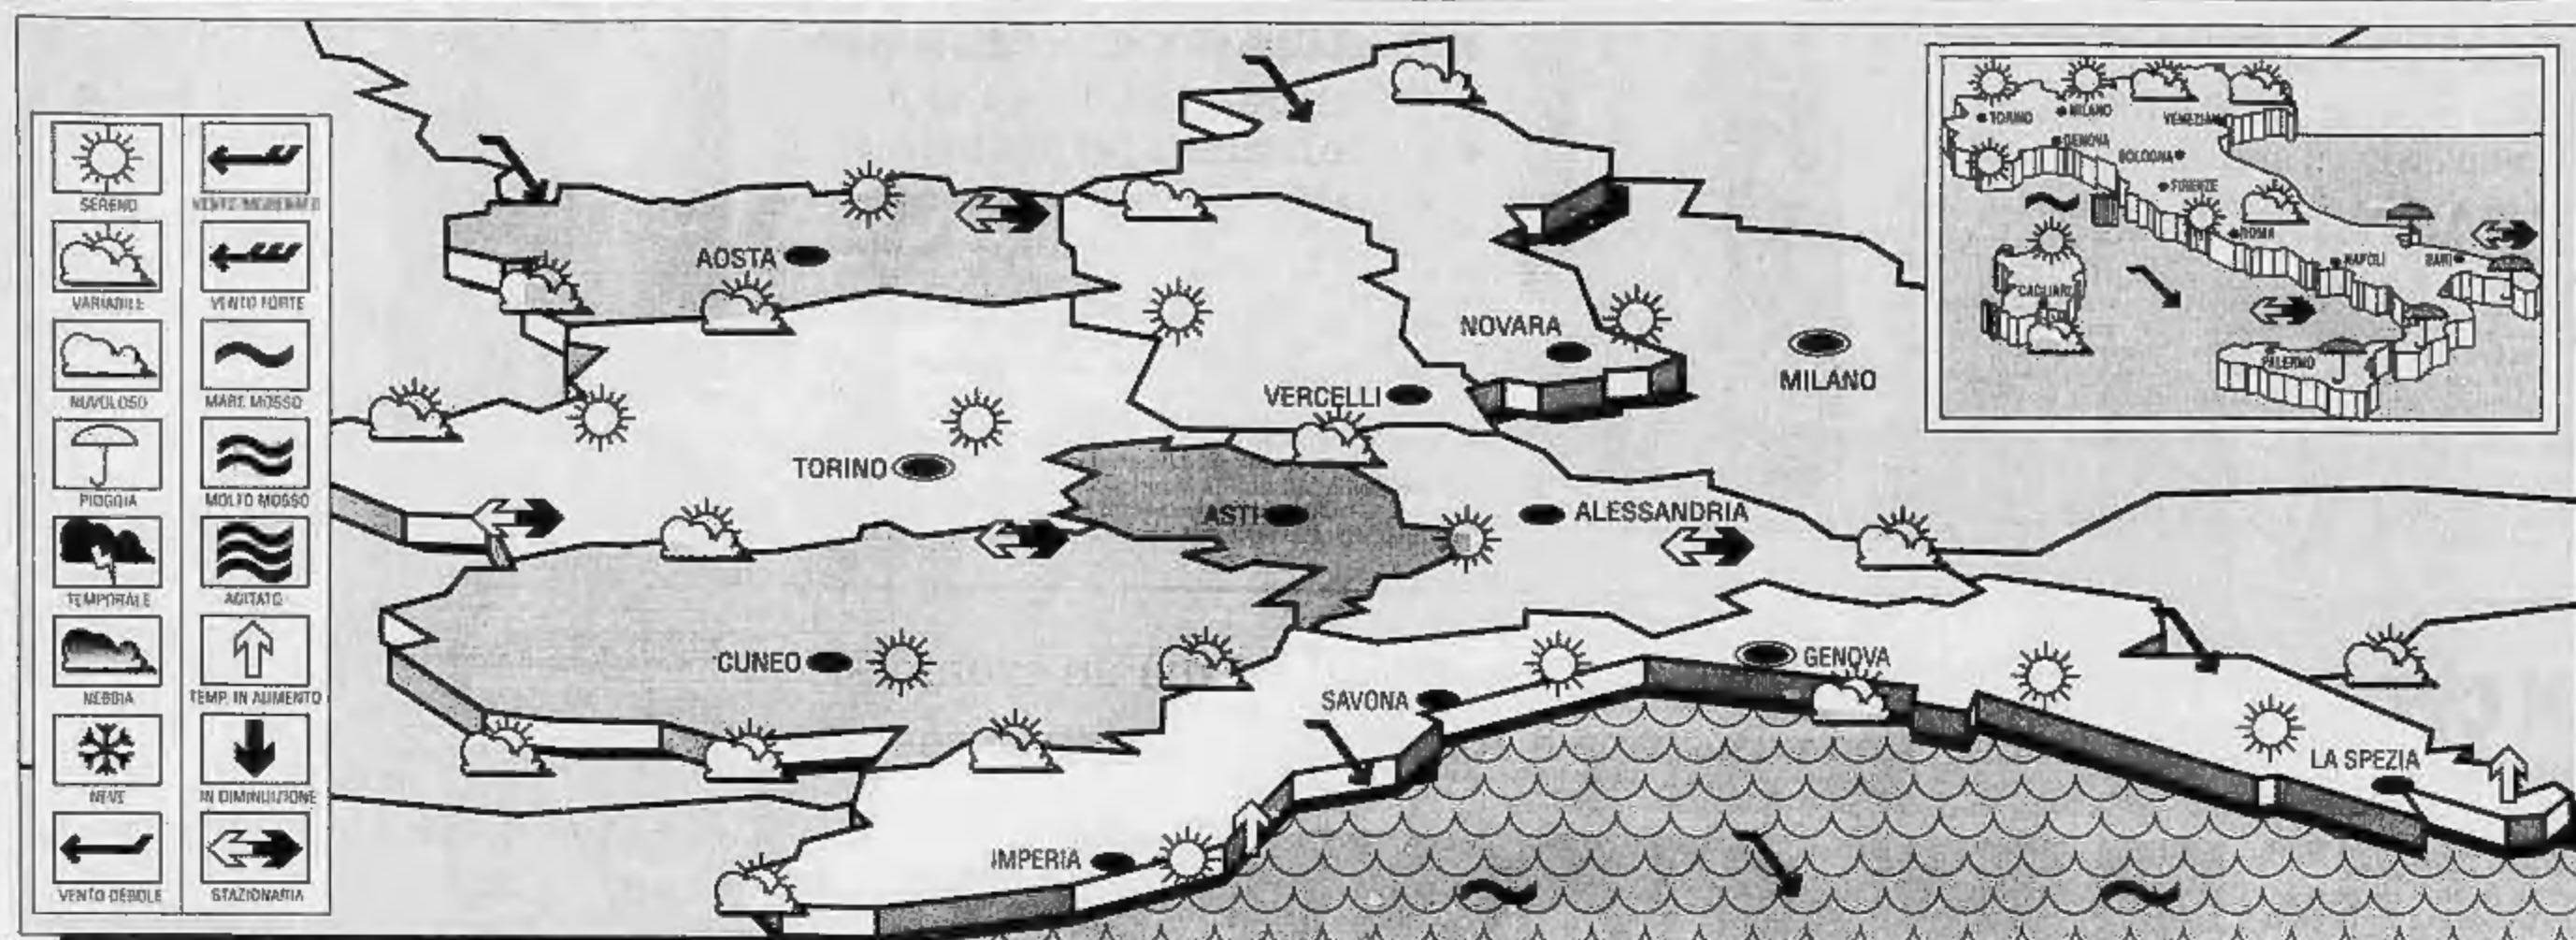 SERENO
VARIABILE
NUVOLOSO
PIOGGIA
TEMPORALE
NEBBIA
NEVE
VENTO DEBOLE
VENTO MODERATO
VENTO FORTE
MARE MOSSO
MOLTO MOSSO
AGITATO
TEMP. IN AUMENTO
IN DIMINUIZIONE
STAZIONARIA
AOSTA
NOVARA
MILANO
VERCELLI
TORINO
ASTI
ALESSANDRIA
CUNEO
GENOVA
SAVONA
LA SPEZIA
IMPERIA
TORINO
MILANO
VENEZIA
GENOVA
BOLOGNA
FIRENZE
ROMA
NAPOLI
BARI
CAGLIARI
PALERMO